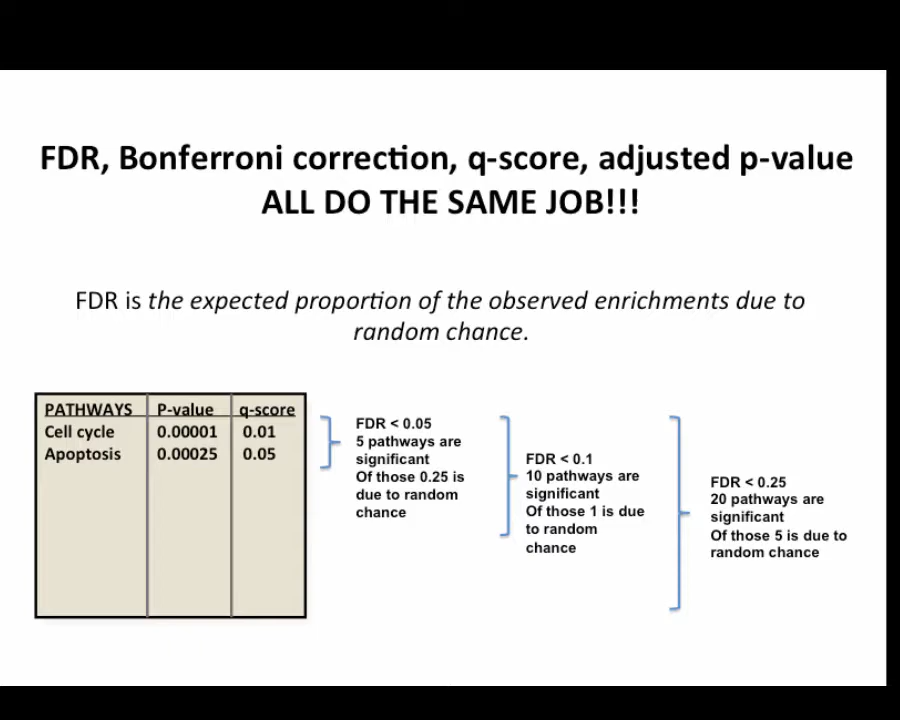 FDR, Bonferroni correction, q-score, adjusted p-value
ALL DO THE SAME JOB!!!
FDR is the expected proportion of the observed enrichments due to
random chance.
PATHWAYS P-value q-score
Cell cycle 0.00001 0.01
Apoptosis 0.00025 0.05
FDR < 0.05
5 pathways are
significant
Of those 0.25 is
due to random
chance
FDR < 0.1
10 pathways are
significant
Of those 1 is due
to random
chance
FDR < 0.25
20 pathways are
significant
Of those 5 is due to
random chance